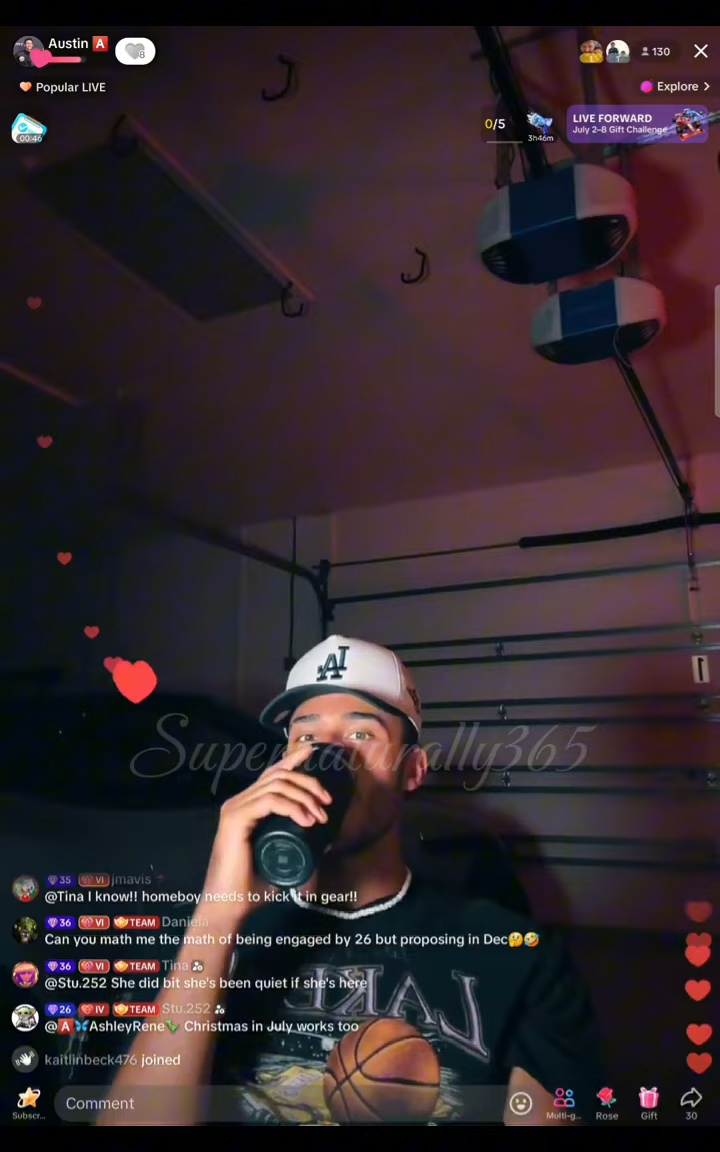 Austin A
8
130
Popular LIVE
Explore >
00:46
0/5
3h46m
LIVE FORWARD
July 2–8 Gift Challenge
Supernaturally365
35 VI jmavis
@Tina I know!! homeboy needs to kick it in gear!!
36 VI TEAM Daniela
Can you math me the math of being engaged by 26 but proposing in Dec🤔🤣
36 VI TEAM Tina
@Stu.252 She did bit she's been quiet if she's here
LAKE
26 IV TEAM Stu.252
@🅰️🦋AshleyRene🦖 Christmas in July works too
kaitlinbeck476 joined
Subscr...
Comment
Multi-g...
Rose
Gift
30